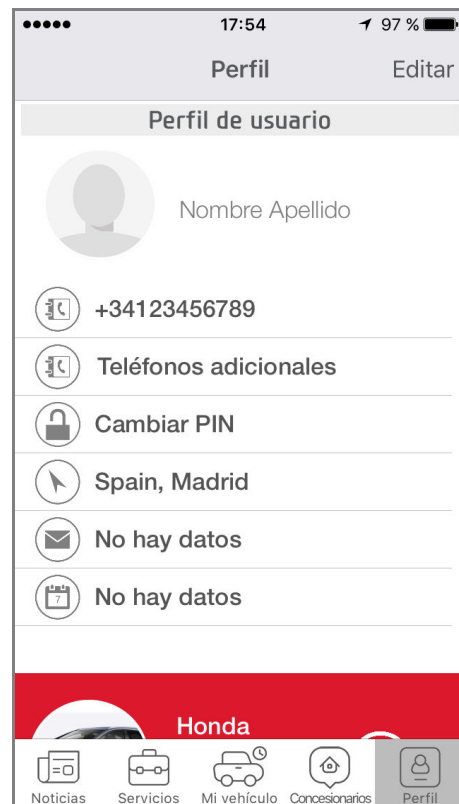 17:54
97 %
Perfil
Editar
Perfil de usuario
Nombre Apellido
+34123456789
Teléfonos adicionales
Cambiar PIN
Spain, Madrid
No hay datos
7
No hay datos
Honda
Noticias
Servicios
Mi vehículo
Concesionarios
Perfil